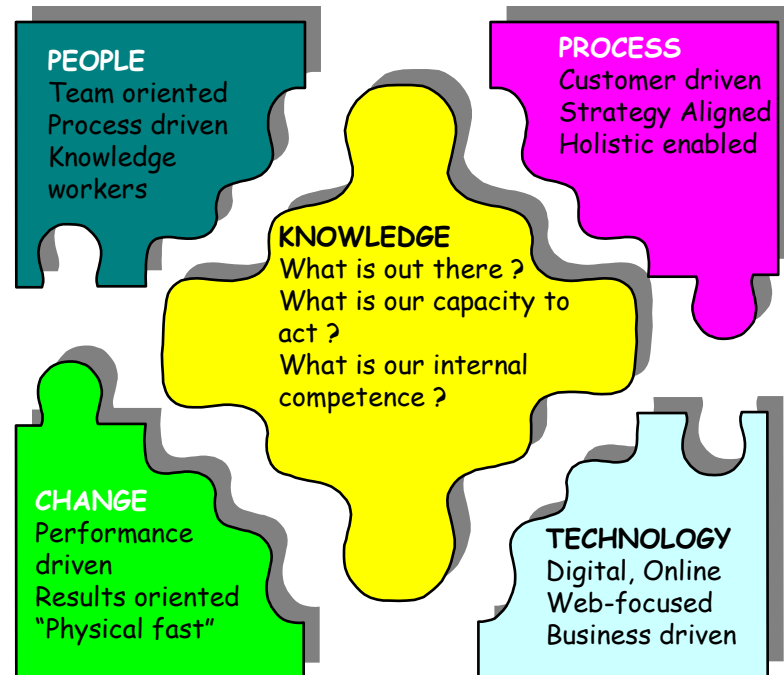 PEOPLE
Team oriented
Process driven
Knowledge
workers
PROCESS
Customer driven
Strategy Aligned
Holistic enabled
KNOWLEDGE
What is out there ?
What is our capacity to
act ?
What is our internal
competence ?
CHANGE
Performance
driven
Results oriented
“Physical fast”
TECHNOLOGY
Digital, Online
Web-focused
Business driven